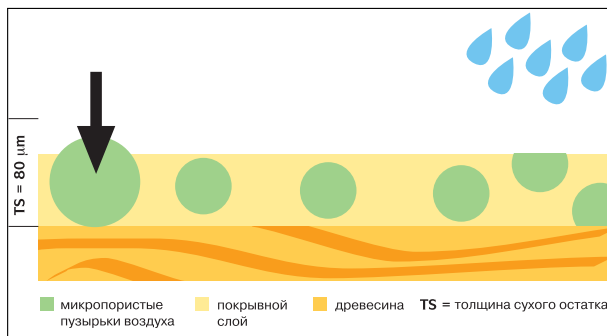 TS = 80 µm
микропористые пузырьки воздуха
покрывной слой
древесина
TS = толщина сухого остатка